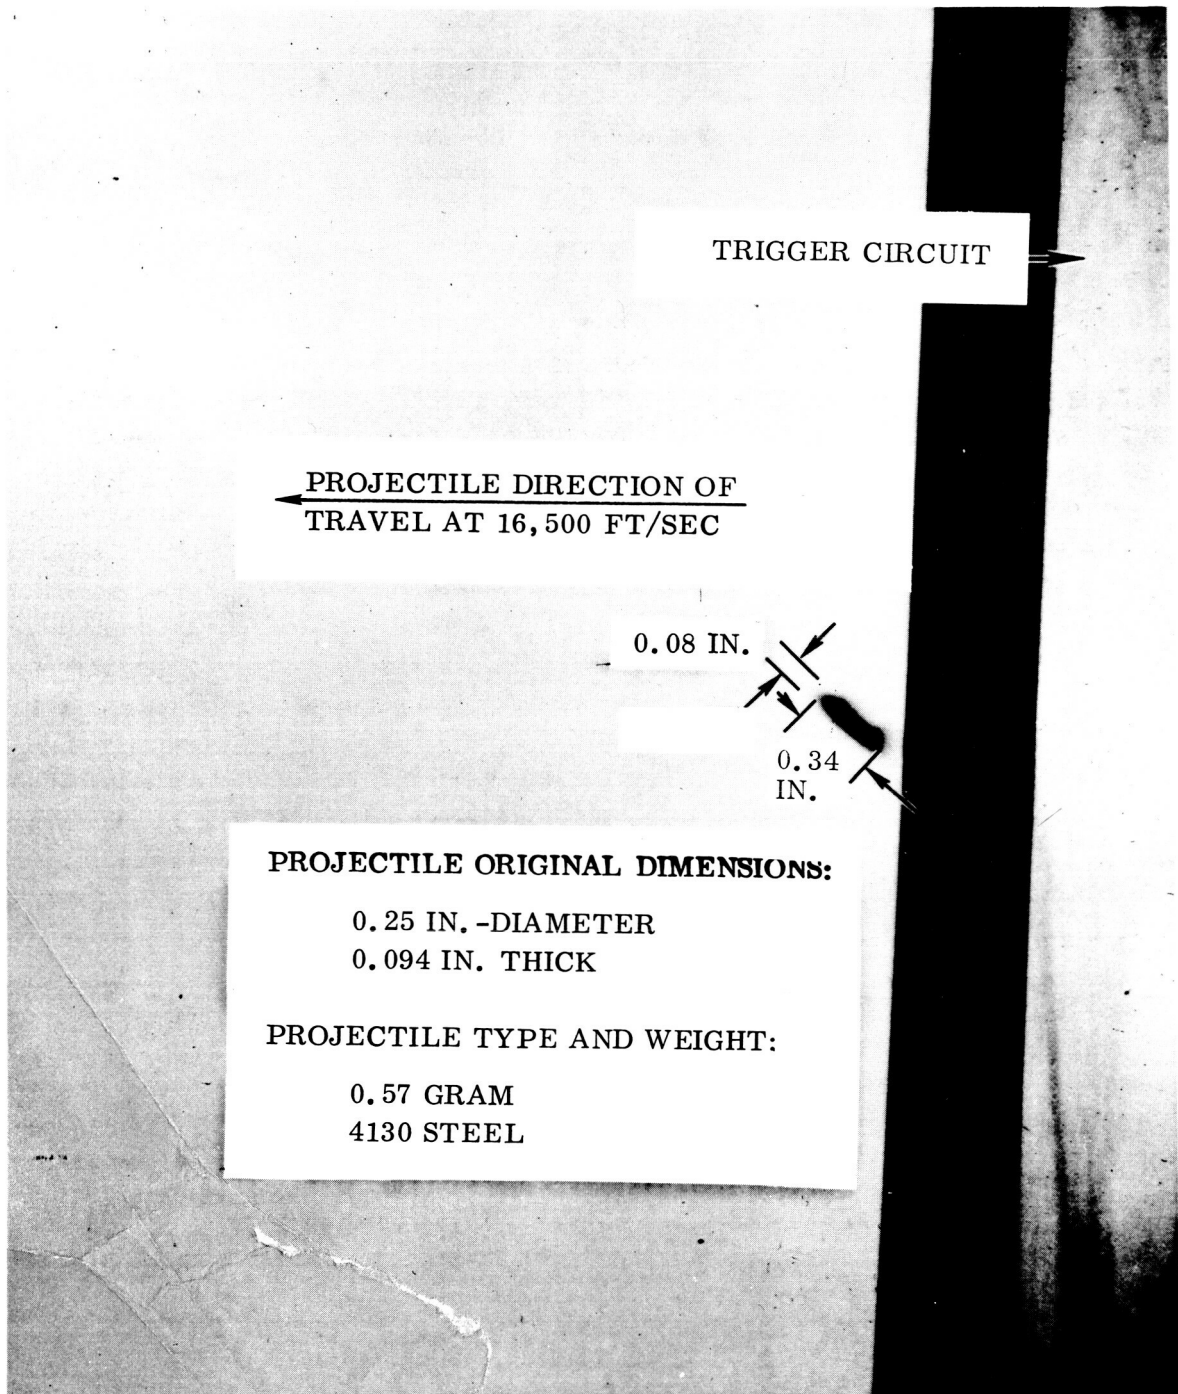 TRIGGER CIRCUIT
PROJECTILE DIRECTION OF
TRAVEL AT 16,500 FT/SEC
0.08 IN.
0.34
IN.
PROJECTILE ORIGINAL DIMENSIONS:
0.25 IN.-DIAMETER
0.094 IN. THICK
PROJECTILE TYPE AND WEIGHT:
0.57 GRAM
4130 STEEL